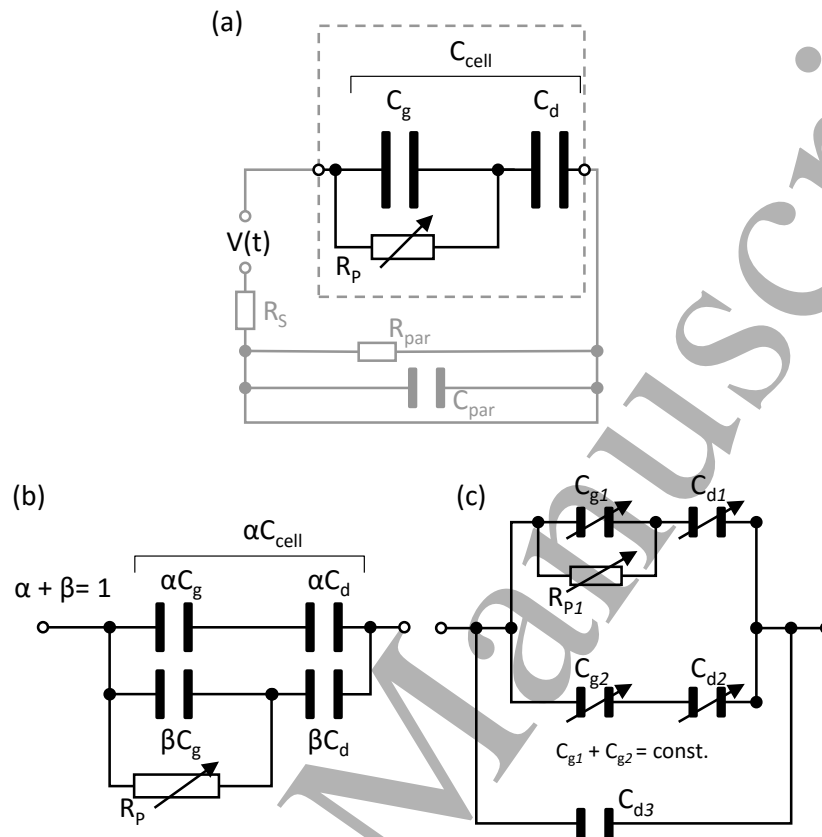 (a)
C_cell
C_g
C_d
V(t)
R_P
R_S
R_par
C_par
(b)
αC_cell
α + β= 1
αC_g
αC_d
βC_g
βC_d
R_P
(c)
C_g1
C_d1
R_P1
C_g2
C_d2
C_g1 + C_g2 = const.
C_d3
Manuscri